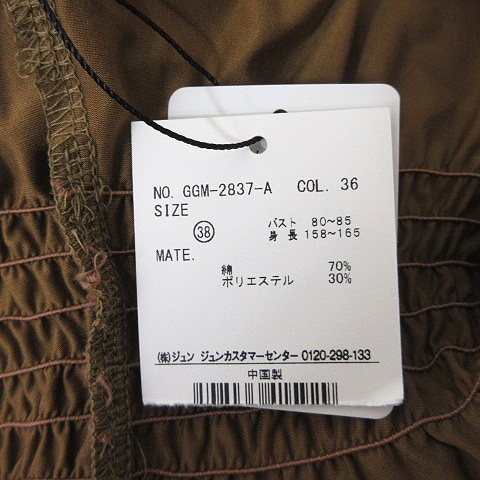 NO. GGM-2837-A COL. 36
SIZE
38 バスト 80~85
身長 158~165
MATE.
綿 70%
ポリエステル 30%
(株)ジュン ジュンカスタマーセンター 0120-298-133
中国製